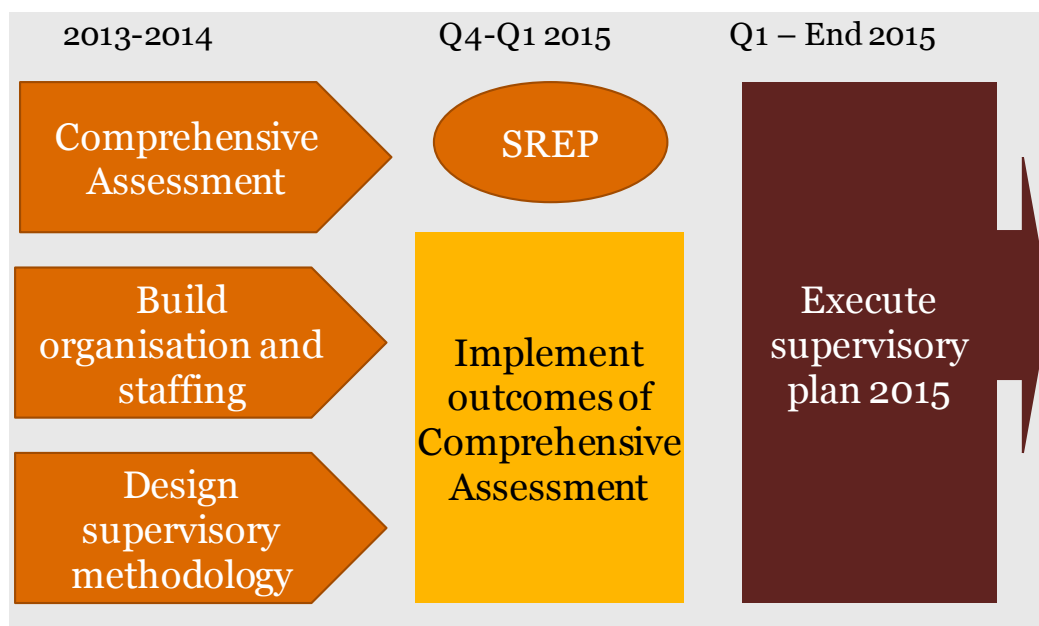 2013-2014
Q4-Q1 2015
Q1 – End 2015
Comprehensive
Assessment
SREP
Build
organisation and
staffing
Implement
outcomes of
Comprehensive
Assessment
Execute
supervisory
plan 2015
Design
supervisory
methodology